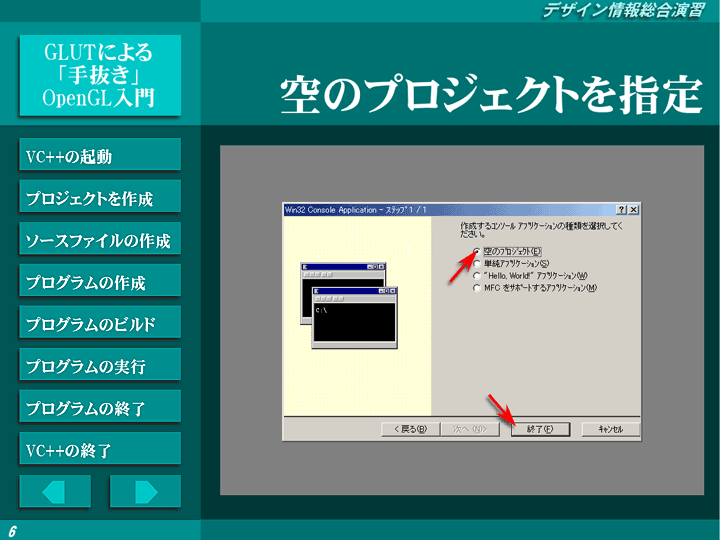 デザイン情報総合演習
GLUTによる
「手抜き」
OpenGL入門
空のプロジェクトを指定
VC++の起動
プロジェクトを作成
ソースファイルの作成
プログラムの作成
プログラムのビルド
プログラムの実行
プログラムの終了
VC++の終了
Win32 Console Application - ｽﾃｯﾌﾟ 1 / 1
作成するｺﾝｿｰﾙ ｱﾌﾟﾘｹｰｼｮﾝの種類を選択してく
ださい。
空のﾌﾟﾛｼﾞｪｸﾄ(E)
単純ｱﾌﾟﾘｹｰｼｮﾝ(S)
"Hello, World!" ｱﾌﾟﾘｹｰｼｮﾝ(W)
MFC をｻﾎﾟｰﾄするｱﾌﾟﾘｹｰｼｮﾝ(M)
C:\
< 戻る(B)
次へ (N)>
終了(F)
ｷｬﾝｾﾙ
6